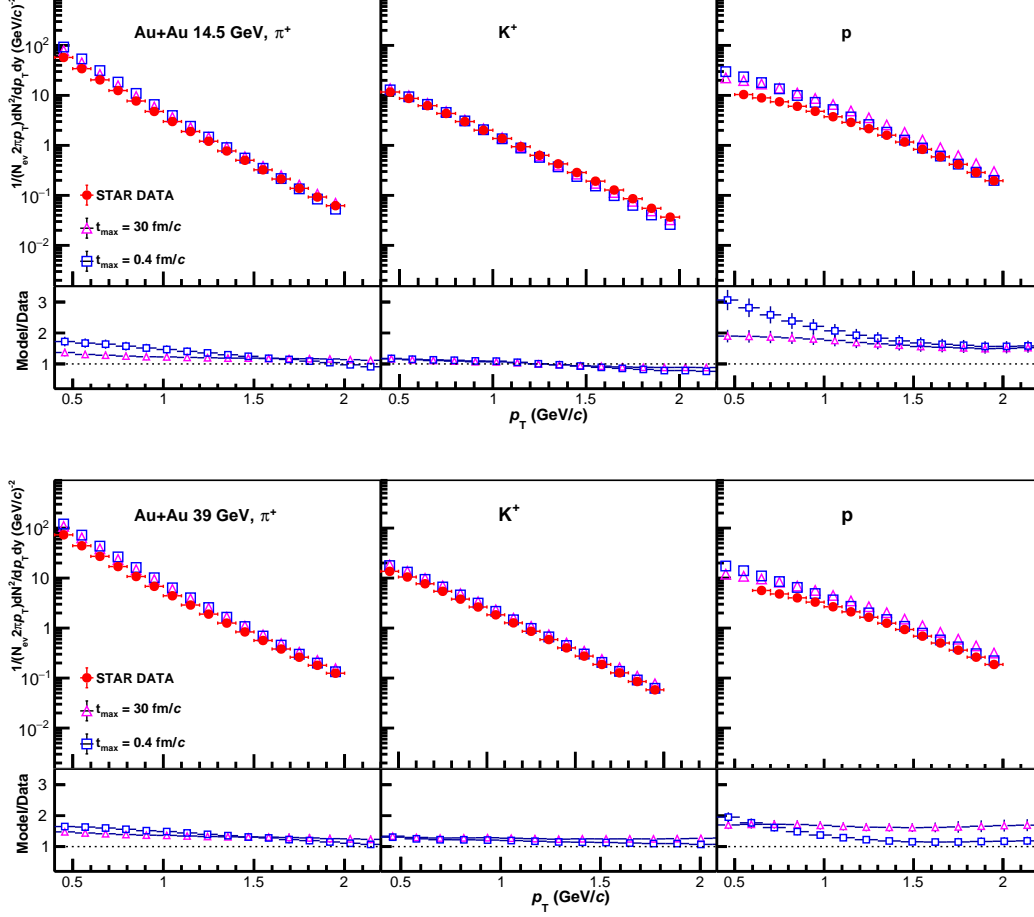 Au+Au 14.5 GeV, π⁺
K⁺
p
1/(N_ev 2πp_T)dN²/dp_T dy (GeV/c)⁻²
10²
10
1
10⁻¹
10⁻²
STAR DATA
t_max = 30 fm/c
t_max = 0.4 fm/c
Model/Data
3
2
1
0.5 1 1.5 2 0.5 1 1.5 2 0.5 1 1.5 2
p_T (GeV/c)
Au+Au 39 GeV, π⁺
K⁺
p
1/(N_ev 2πp_T)dN²/dp_T dy (GeV/c)⁻²
10²
10
1
10⁻¹
10⁻²
STAR DATA
t_max = 30 fm/c
t_max = 0.4 fm/c
Model/Data
3
2
1
0.5 1 1.5 2 0.5 1 1.5 2 0.5 1 1.5 2
p_T (GeV/c)